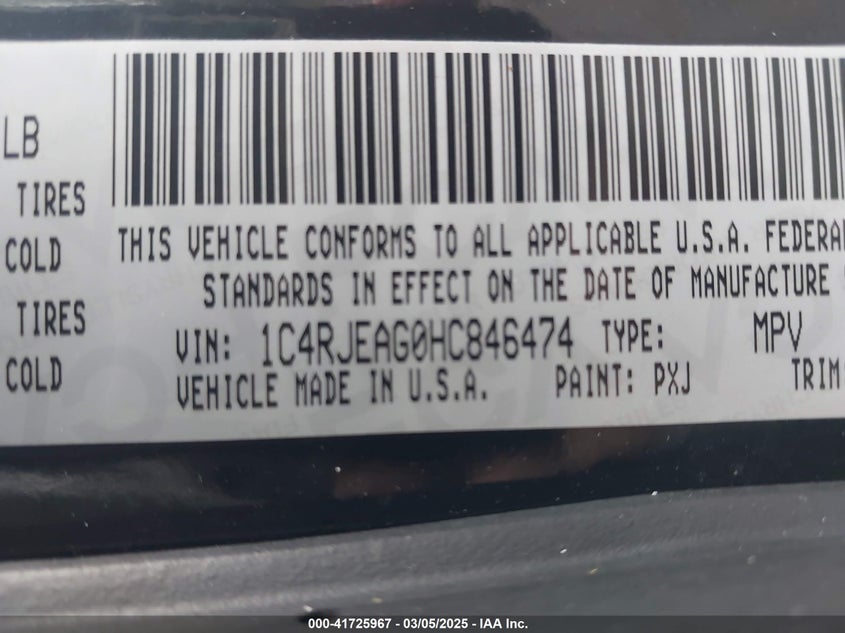 LB
TIRES
COLD
TIRES
COLD
THIS VEHICLE CONFORMS TO ALL APPLICABLE U.S.A. FEDERAL
STANDARDS IN EFFECT ON THE DATE OF MANUFACTURE
VIN: 1C4RJEAG0HC846474 TYPE: MPV
VEHICLE MADE IN U.S.A. PAINT: PXJ TRIM:
000-41725967 - 03/05/2025 - IAA Inc.